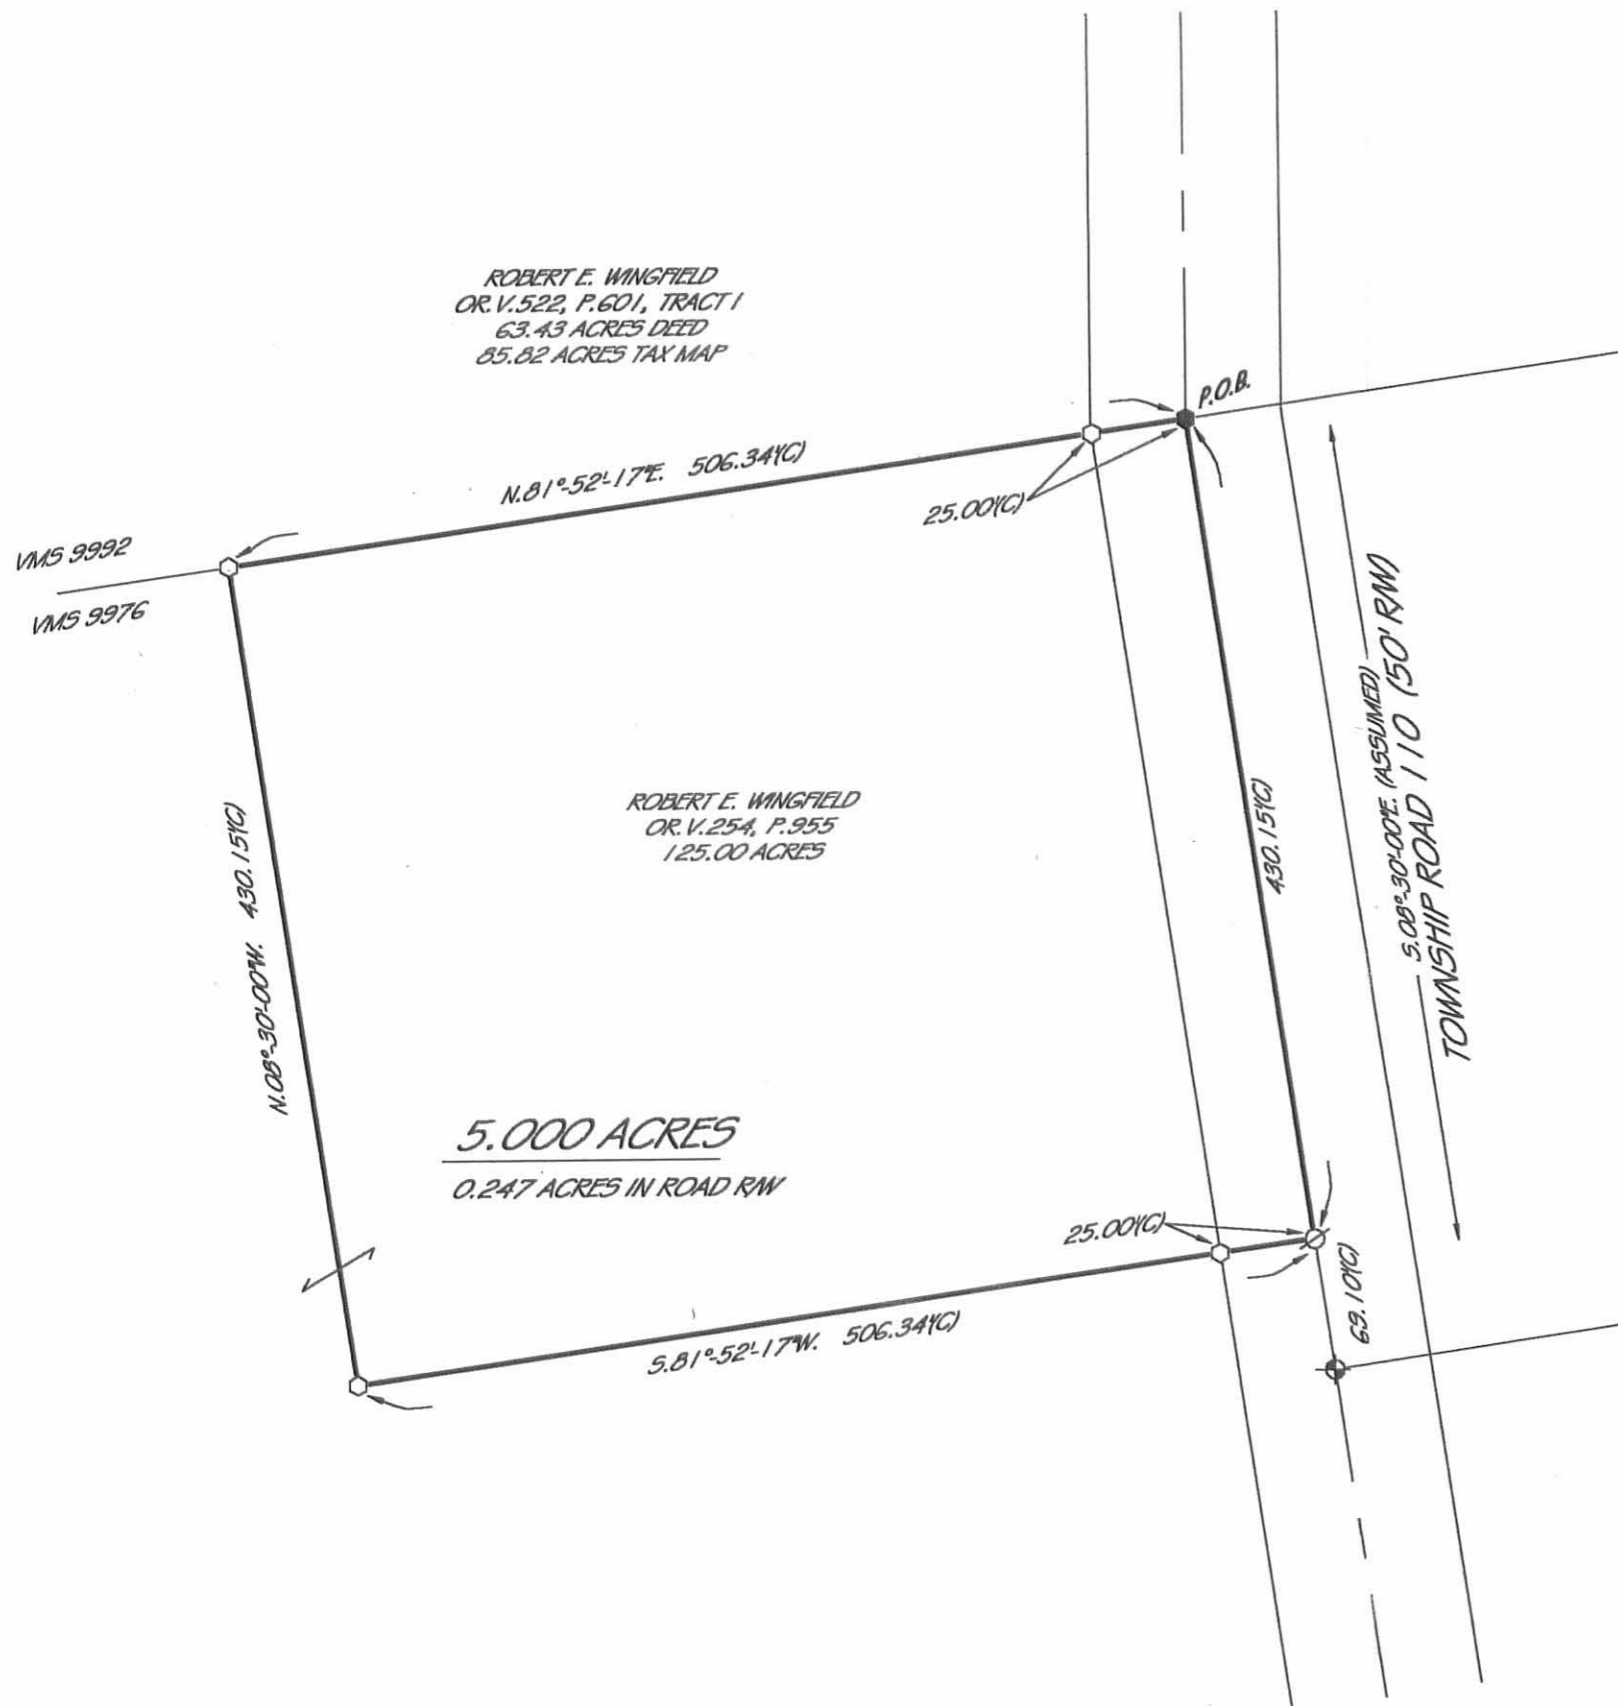 ROBERT E. WINGFIELD
OR. V.522, P.601, TRACT 1
63.43 ACRES DEED
85.82 ACRES TAX MAP
P.O.B.
N.81°-52'-17"E. 506.34'(C)
25.00'(C)
VMS 9992
VMS 9976
S.08°-30'-00"E. (ASSUMED)
TOWNSHIP ROAD 110 (50' R/W)
430.15'(C)
ROBERT E. WINGFIELD
OR. V.254, P.955
125.00 ACRES
N.08°-30'-00"W. 430.15'(C)
5.000 ACRES
0.247 ACRES IN ROAD R/W
25.00'(C)
69.10'(C)
S.81°-52'-17"W. 506.34'(C)